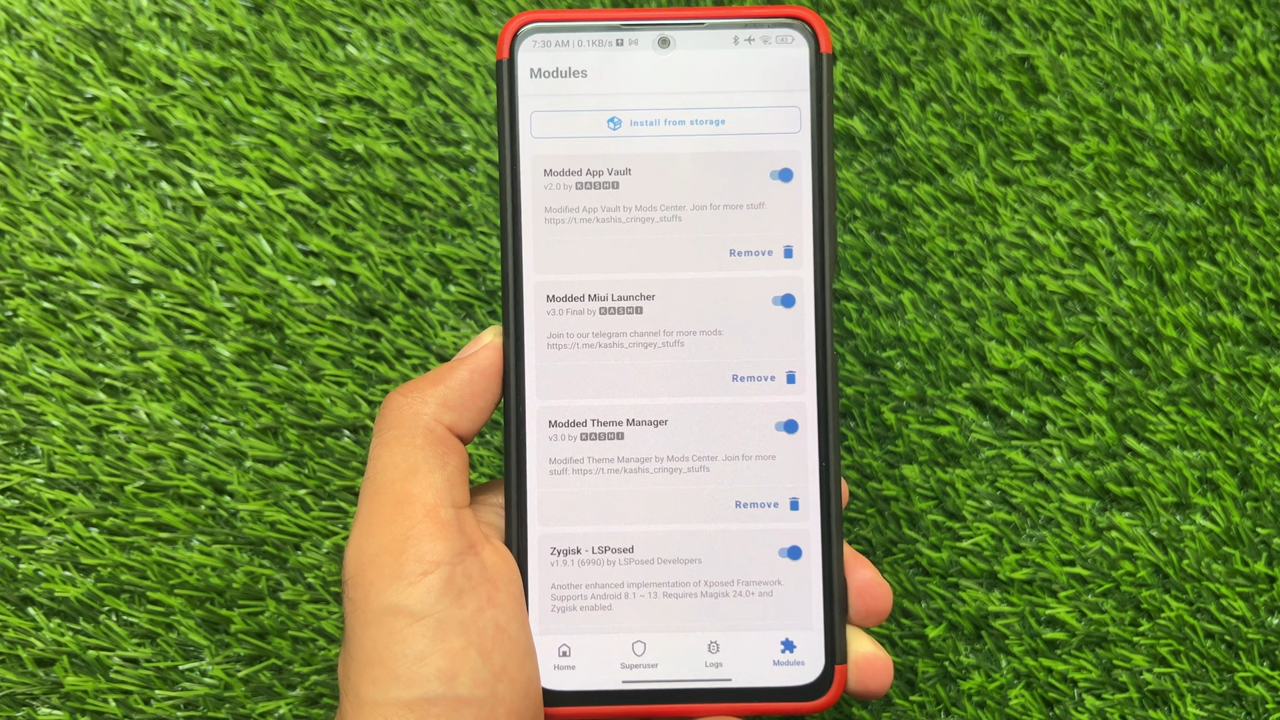 7:30 AM | 0.1KB/s
43
Modules
Install from storage
Modded App Vault
v2.0 by KASHI
Modified App Vault by Mods Center. Join for more stuff:
https://t.me/kashis_cringey_stuffs
Remove
Modded Miui Launcher
v3.0 Final by KASHI
Join to our telegram channel for more mods:
https://t.me/kashis_cringey_stuffs
Remove
Modded Theme Manager
v3.0 by KASHI
Modified Theme Manager by Mods Center. Join for more
stuff: https://t.me/kashis_cringey_stuffs
Remove
Zygisk - LSPosed
v1.9.1 (6990) by LSPosed Developers
Another enhanced implementation of Xposed Framework.
Supports Android 8.1 ~ 13. Requires Magisk 24.0+ and
Zygisk enabled.
Home
Superuser
Logs
Modules